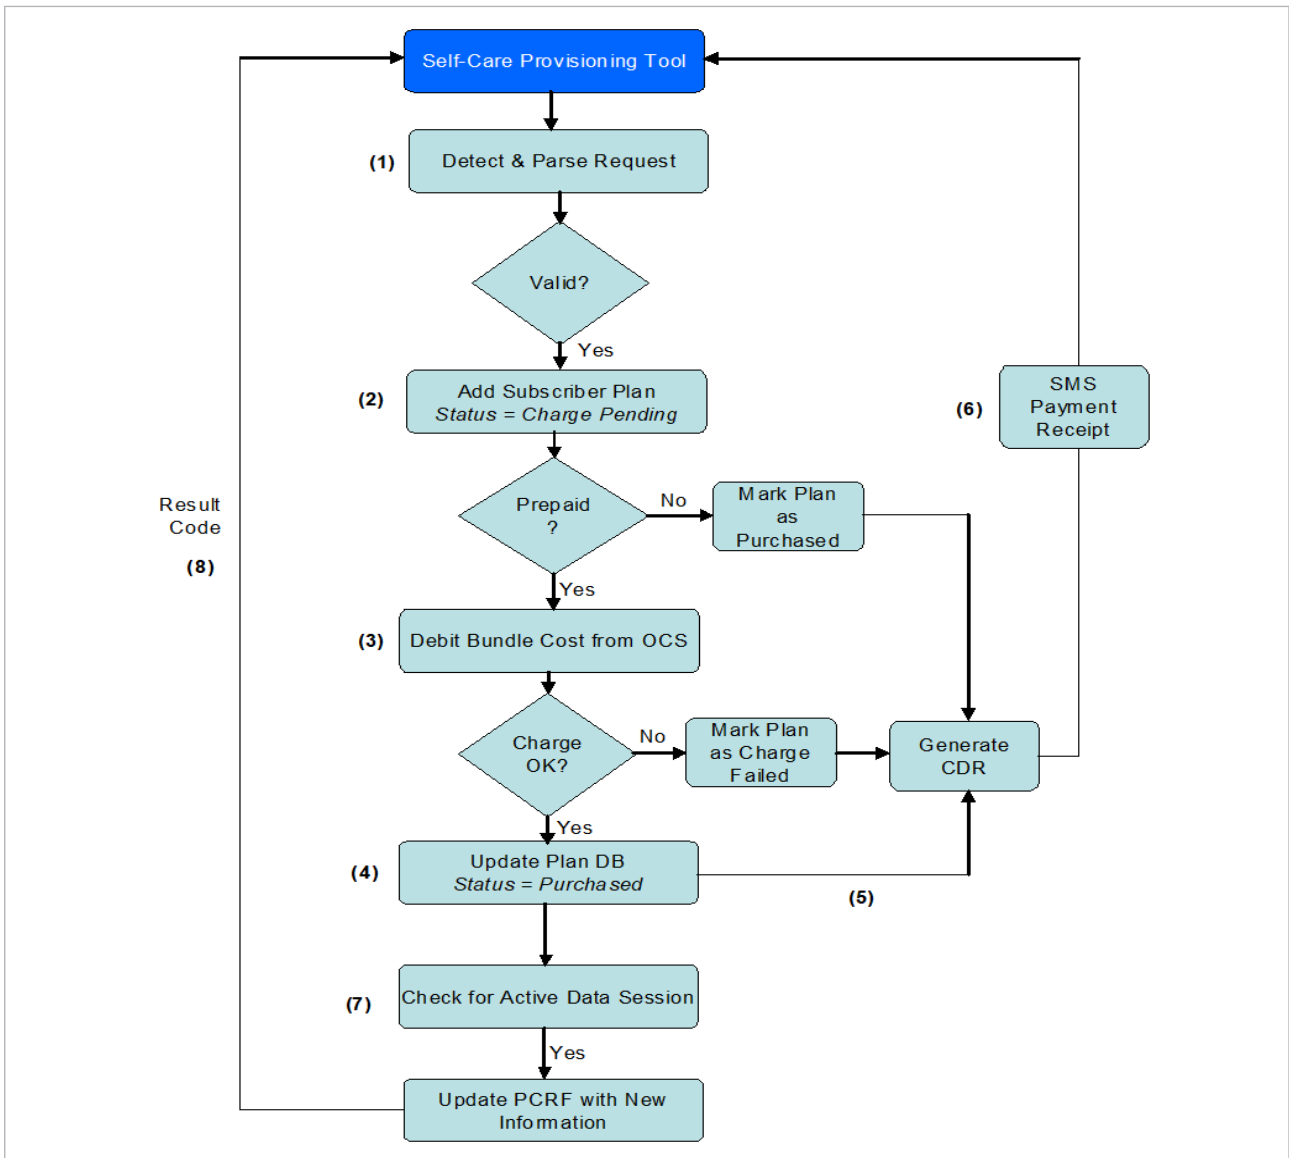 Self-Care Provisioning Tool
(1)
Detect & Parse Request
Valid?
Yes
(2)
Add Subscriber Plan
Status = Charge Pending
(6)
SMS
Payment
Receipt
Result
Code
(8)
Prepaid
?
No
Mark Plan
as
Purchased
Yes
(3)
Debit Bundle Cost from OCS
Charge
OK?
No
Mark Plan
as Charge
Failed
Generate
CDR
Yes
(4)
Update Plan DB
Status = Purchased
(5)
(7)
Check for Active Data Session
Yes
Update PCRF with New
Information